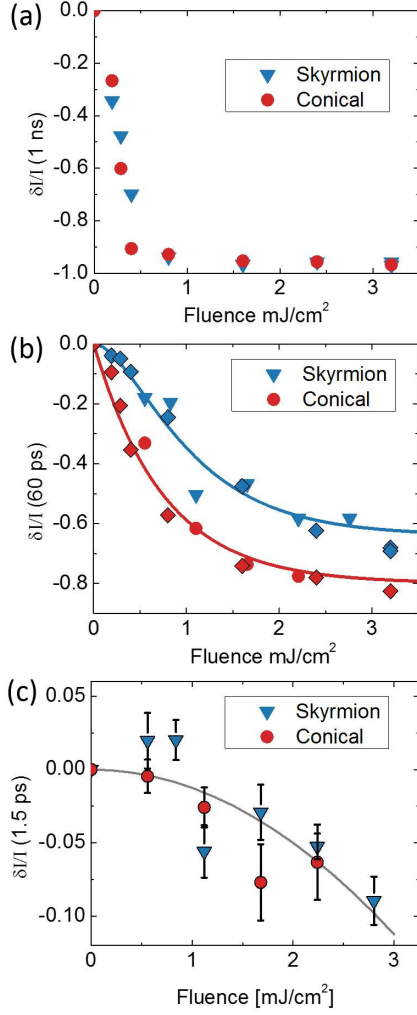 (a)
0.0
-0.2
-0.4
-0.6
-0.8
-1.0
δI/I (1 ns)
Skyrmion
Conical
0 1 2 3
Fluence mJ/cm²
(b)
0.0
-0.2
-0.4
-0.6
-0.8
δI/I (60 ps)
Skyrmion
Conical
0 1 2 3
Fluence mJ/cm²
(c)
0.05
0.00
-0.05
-0.10
δI/I (1.5 ps)
Skyrmion
Conical
0 1 2 3
Fluence [mJ/cm²]